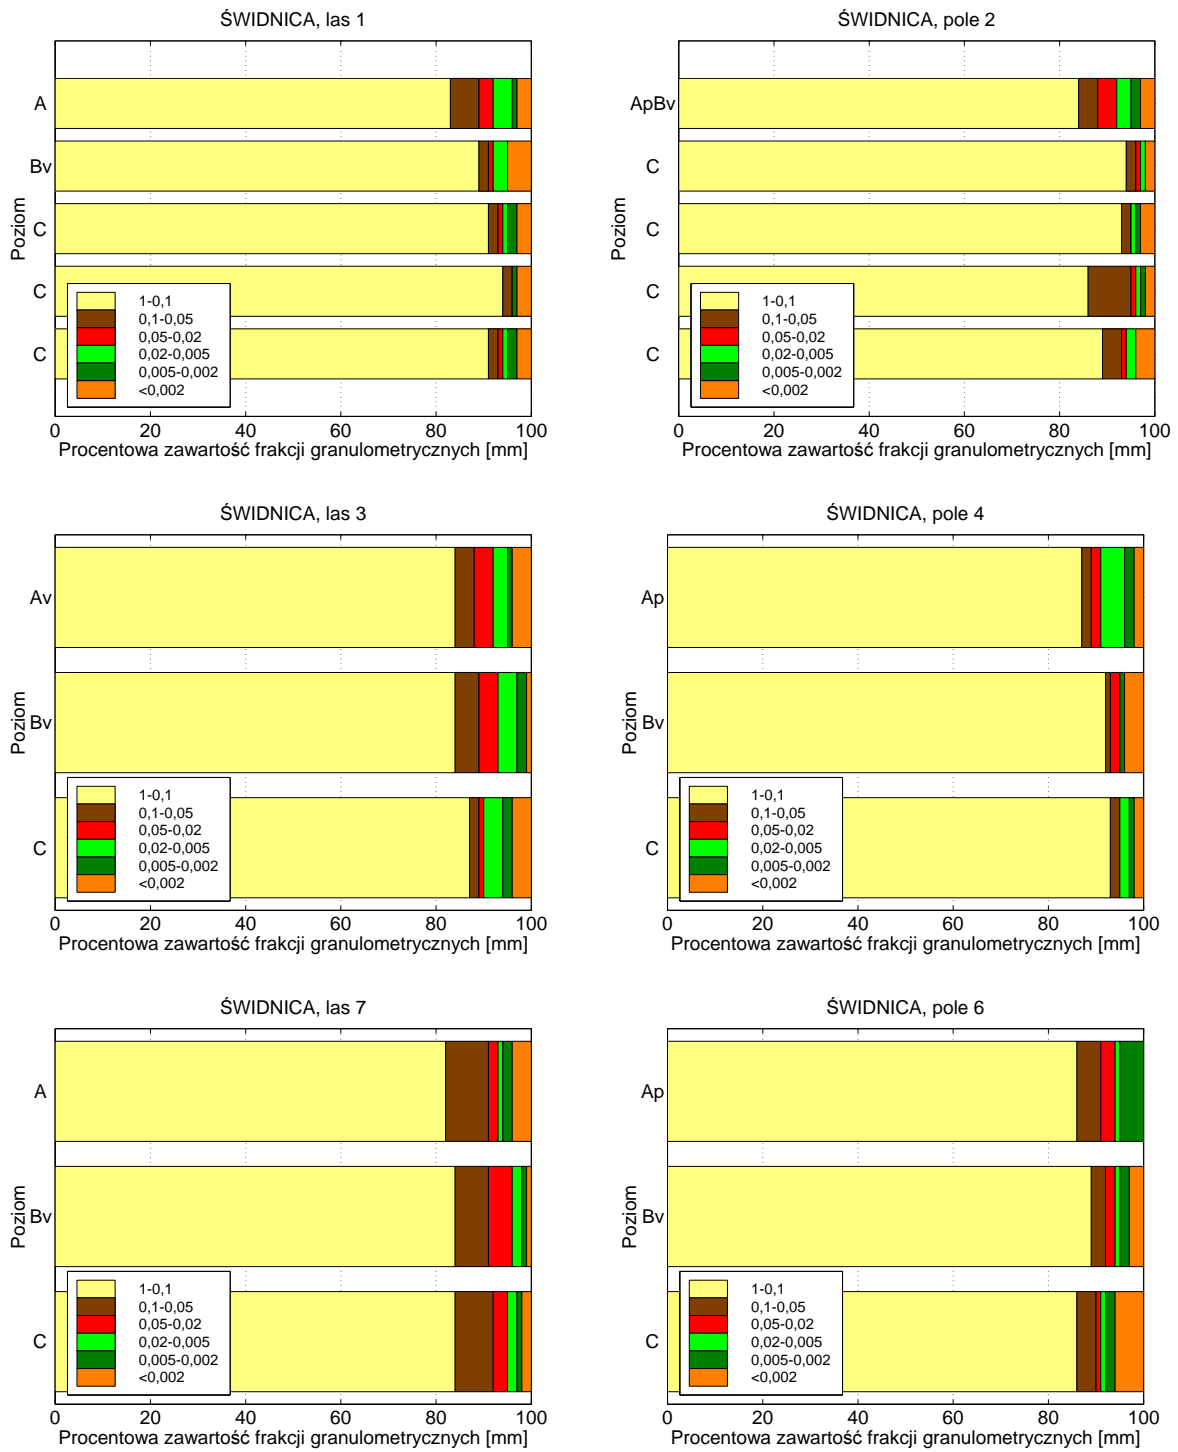 ŚWIDNICA, las 1
A
Bv
C
C
C
Poziom
1-0,1
0,1-0,05
0,05-0,02
0,02-0,005
0,005-0,002
<0,002
0 20 40 60 80 100
Procentowa zawartość frakcji granulometrycznych [mm]
ŚWIDNICA, pole 2
ApBv
C
C
C
C
Poziom
1-0,1
0,1-0,05
0,05-0,02
0,02-0,005
0,005-0,002
<0,002
0 20 40 60 80 100
Procentowa zawartość frakcji granulometrycznych [mm]
ŚWIDNICA, las 3
Av
Bv
C
Poziom
1-0,1
0,1-0,05
0,05-0,02
0,02-0,005
0,005-0,002
<0,002
0 20 40 60 80 100
Procentowa zawartość frakcji granulometrycznych [mm]
ŚWIDNICA, pole 4
Ap
Bv
C
Poziom
1-0,1
0,1-0,05
0,05-0,02
0,02-0,005
0,005-0,002
<0,002
0 20 40 60 80 100
Procentowa zawartość frakcji granulometrycznych [mm]
ŚWIDNICA, las 7
A
Bv
C
Poziom
1-0,1
0,1-0,05
0,05-0,02
0,02-0,005
0,005-0,002
<0,002
0 20 40 60 80 100
Procentowa zawartość frakcji granulometrycznych [mm]
ŚWIDNICA, pole 6
Ap
Bv
C
Poziom
1-0,1
0,1-0,05
0,05-0,02
0,02-0,005
0,005-0,002
<0,002
0 20 40 60 80 100
Procentowa zawartość frakcji granulometrycznych [mm]